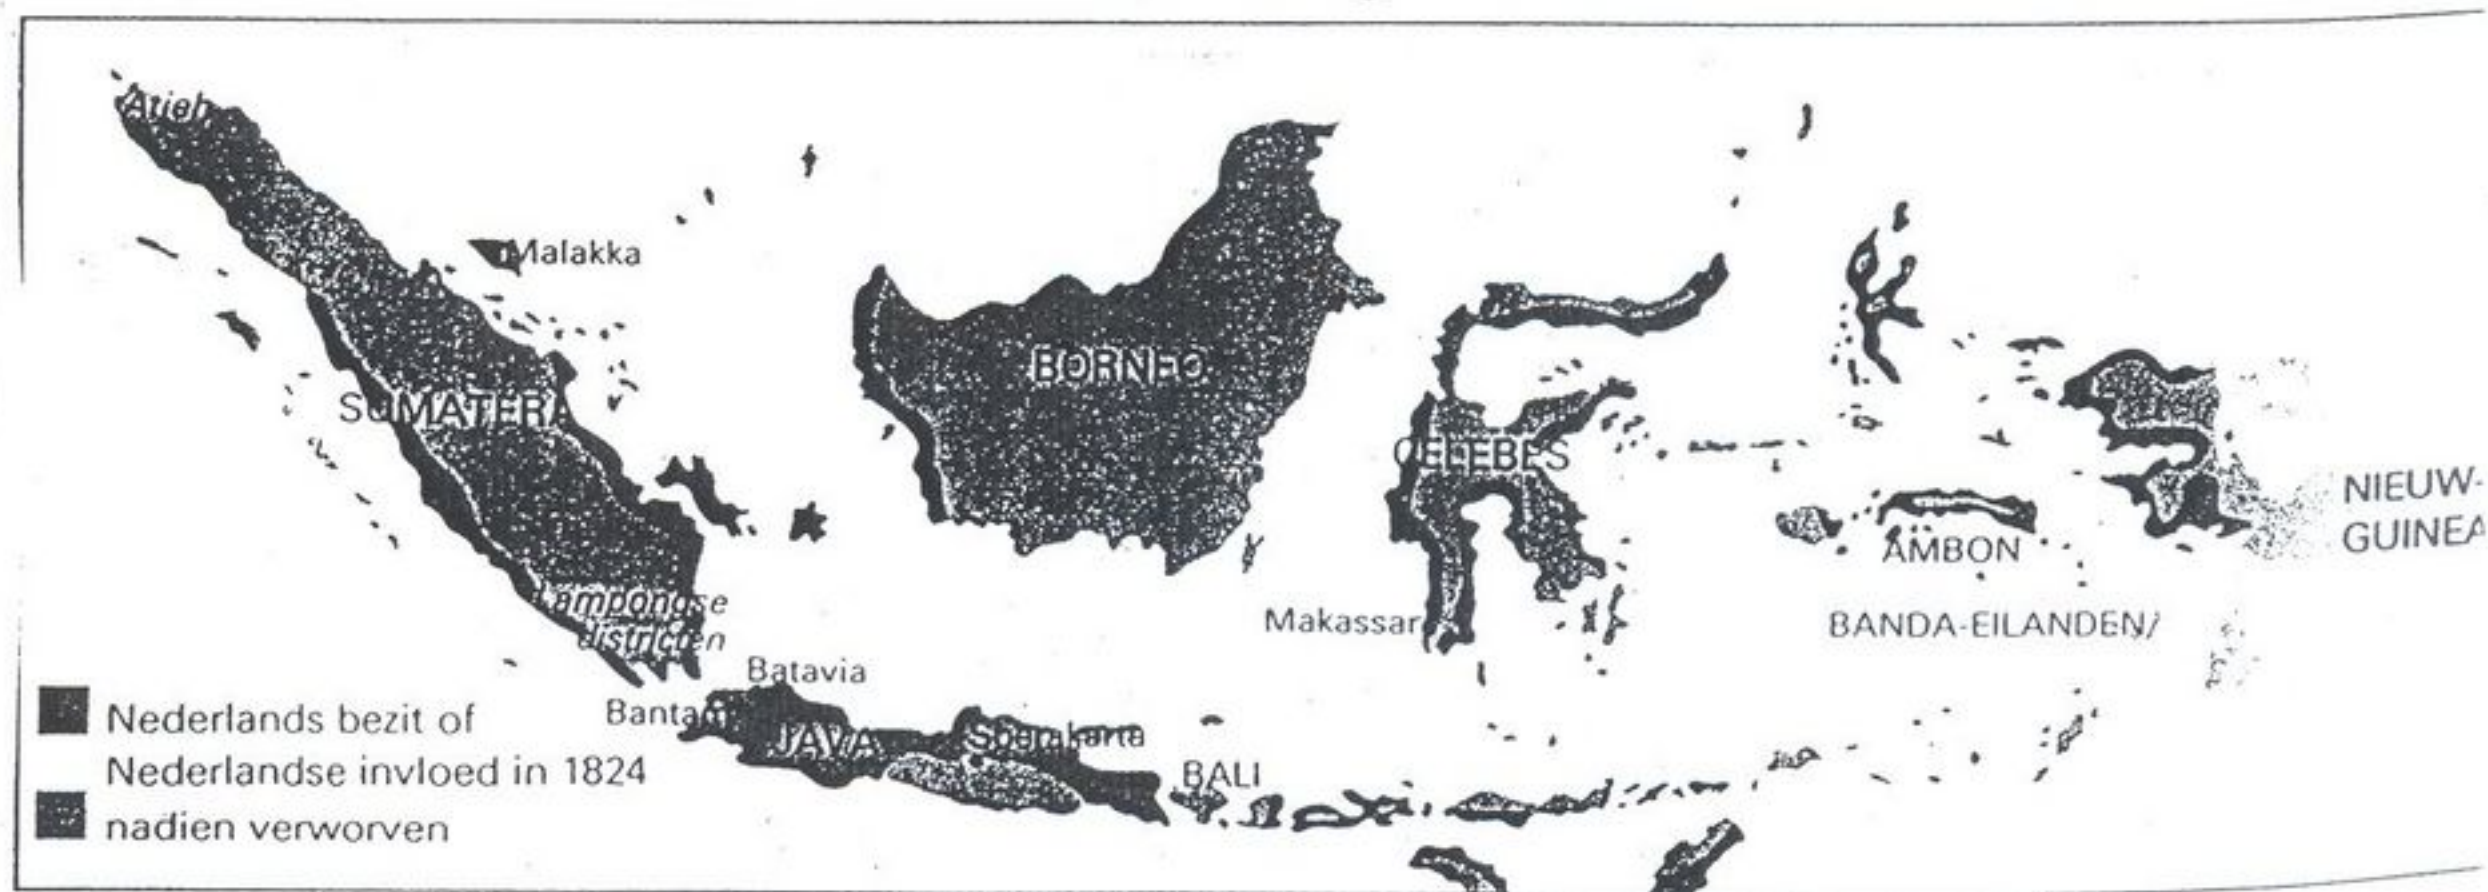 Atjeh
Malakka
SUMATERA
BORNEO
CELEBES
NIEUW-
GUINEA
AMBON
Makassar
BANDA-EILANDEN/
Lampongse
districten
Batavia
Bantam
JAVA
Soerakarta
BALI
Nederlands bezit of
Nederlandse invloed in 1824
nadien verworven